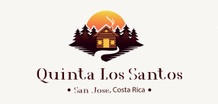 Quinta Los Santos
• San Jose, Costa Rica •